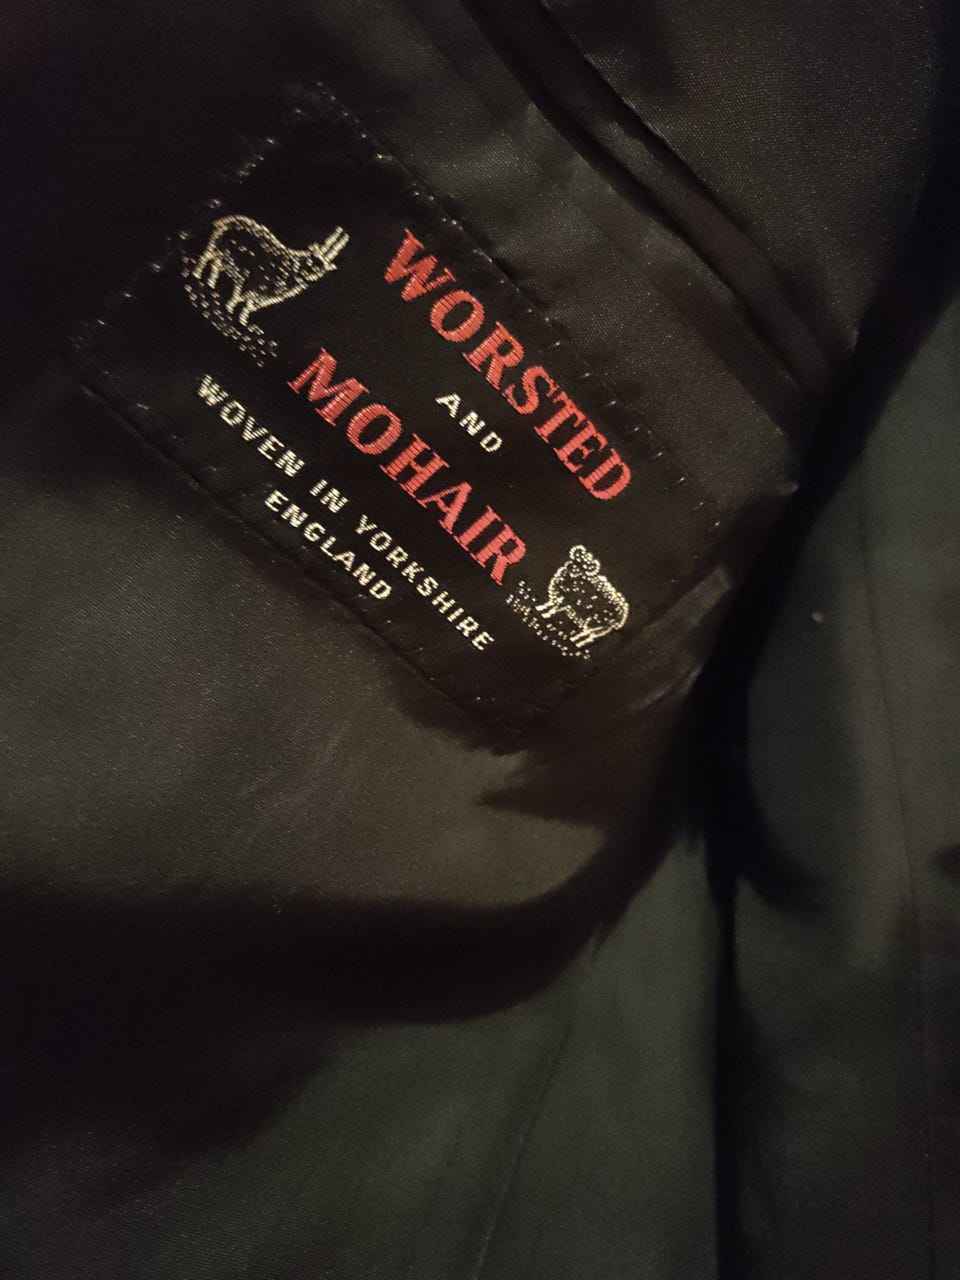 WORSTED
AND
MOHAIR
WOVEN IN YORKSHIRE
ENGLAND